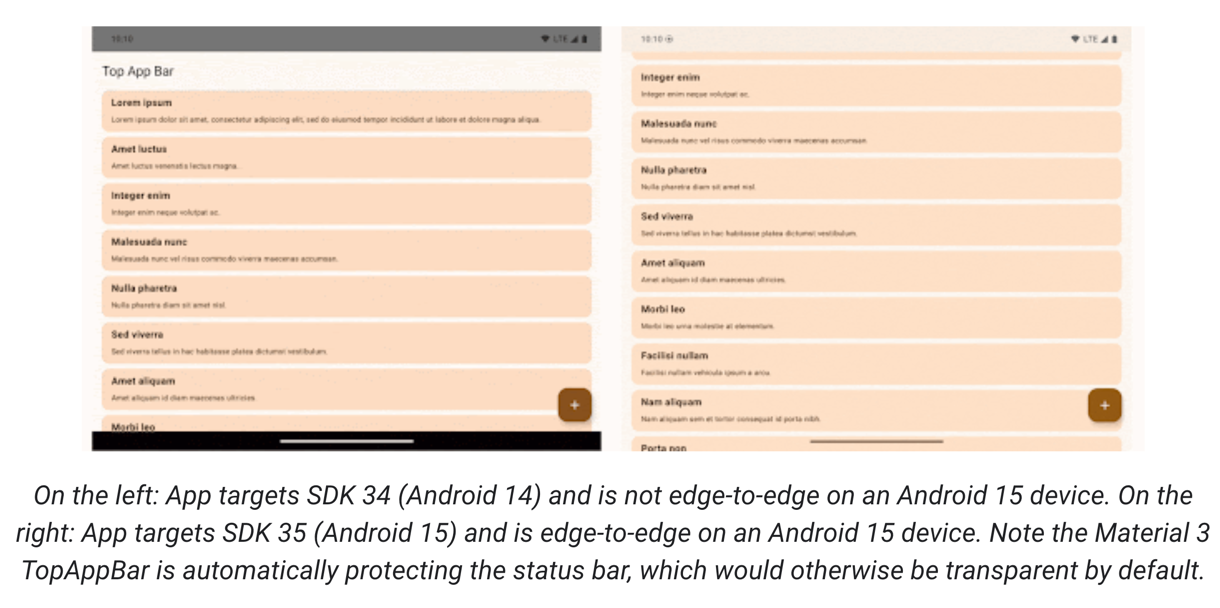 10:10
LTE
Top App Bar
Lorem ipsum
Lorem ipsum dolor sit amet, consectetur adipiscing elit, sed do eiusmod tempor incididunt ut labore et dolore magna aliqua.
Amet luctus
Amet luctus venenatis lectus magna.
Integer enim
Integer enim neque volutpat ac.
Malesuada nunc
Malesuada nunc vel risus commodo viverra maecenas accumsan.
Nulla pharetra
Nulla pharetra diam sit amet nisl.
Sed viverra
Sed viverra tellus in hac habitasse platea dictumst vestibulum.
Amet aliquam
Amet aliquam id diam maecenas ultricies.
Morbi leo
+
10:10
LTE
Integer enim
Integer enim neque volutpat ac.
Malesuada nunc
Malesuada nunc vel risus commodo viverra maecenas accumsan.
Nulla pharetra
Nulla pharetra diam sit amet nisl.
Sed viverra
Sed viverra tellus in hac habitasse platea dictumst vestibulum.
Amet aliquam
Amet aliquam id diam maecenas ultricies.
Morbi leo
Morbi leo urna molestie at elementum.
Facilisi nullam
Facilisi nullam vehicula ipsum a arcu.
Nam aliquam
Nam aliquam sem et tortor consequat id porta nibh.
Porta non
+
On the left: App targets SDK 34 (Android 14) and is not edge-to-edge on an Android 15 device. On the
right: App targets SDK 35 (Android 15) and is edge-to-edge on an Android 15 device. Note the Material 3
TopAppBar is automatically protecting the status bar, which would otherwise be transparent by default.